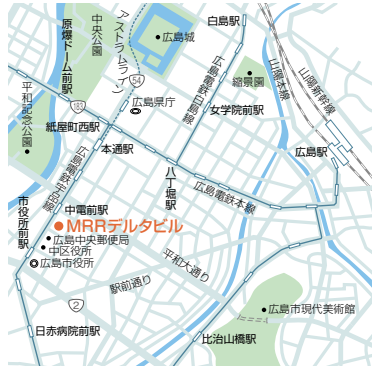 白島駅
原爆ドーム前駅
中央公園
アストラムライン
広島城
広島電鉄白島線
山陽本線
山陽新幹線
54
縮景園
広島県庁
女学院前駅
平和記念公園
183
紙屋町西駅
本通駅
広島駅
広島電鉄宇品線
八丁堀駅
広島電鉄本線
市役所前駅
中電前駅
MRRデルタビル
広島中央郵便局
中区役所
広島市役所
平和大通り
駅前通り
2
広島市現代美術館
日赤病院前駅
比治山橋駅